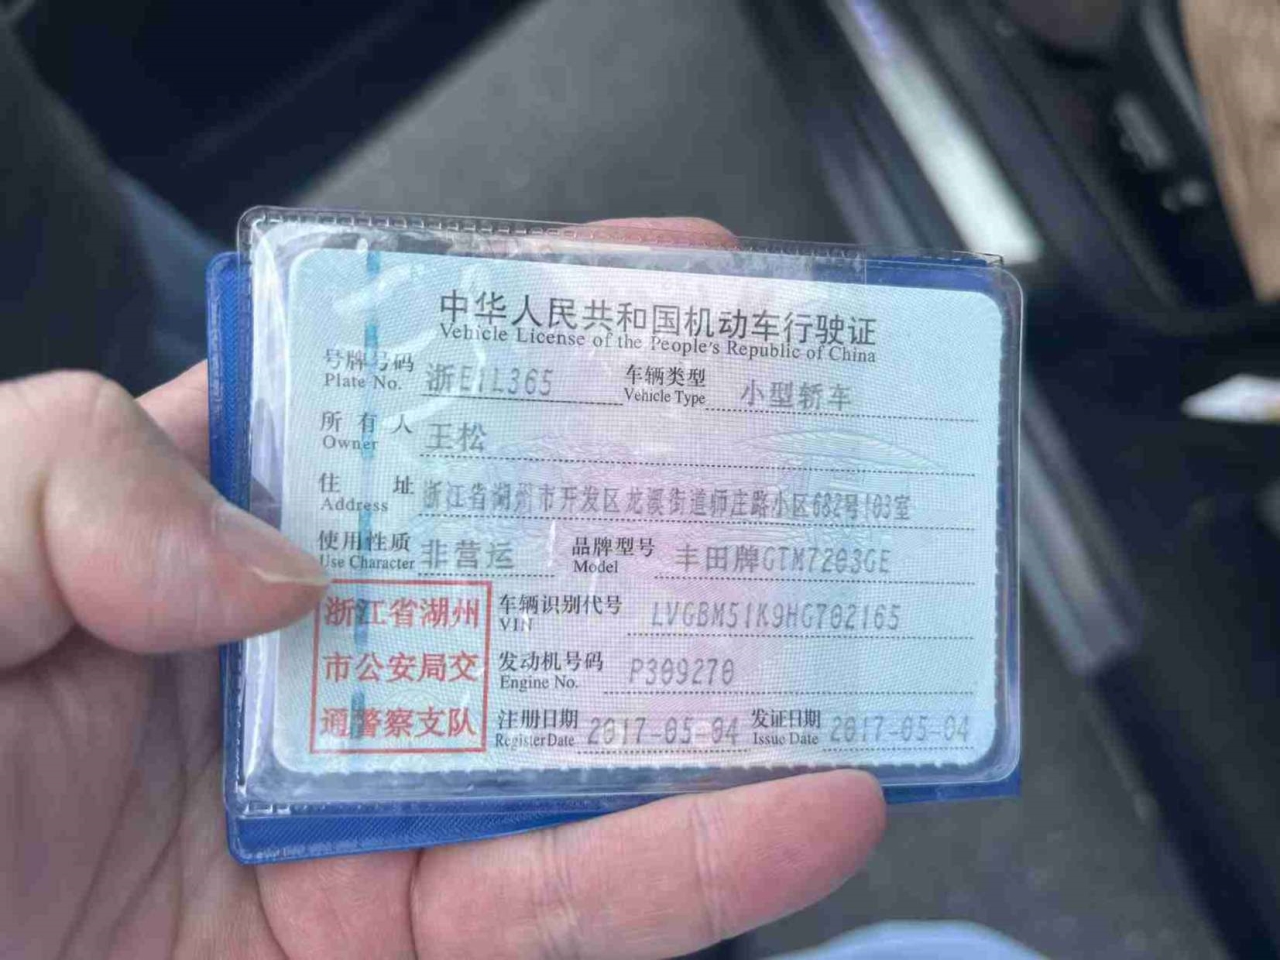 中华人民共和国机动车行驶证
Vehicle License of the People's Republic of China
号牌号码 浙E1L365 车辆类型 小型轿车
Plate No. Vehicle Type
所有人 王松
Owner
住址 浙江省湖州市开发区龙溪街道师庄路小区682号103室
Address
使用性质 非营运 品牌型号 丰田牌GTM7203GE
Use Character Model
浙江省湖州
市公安局交
通警察支队
车辆识别代号 LVGBM51K9HG702165
VIN
发动机号码 P309270
Engine No.
注册日期 2017-05-04 发证日期 2017-05-04
Register Date Issue Date